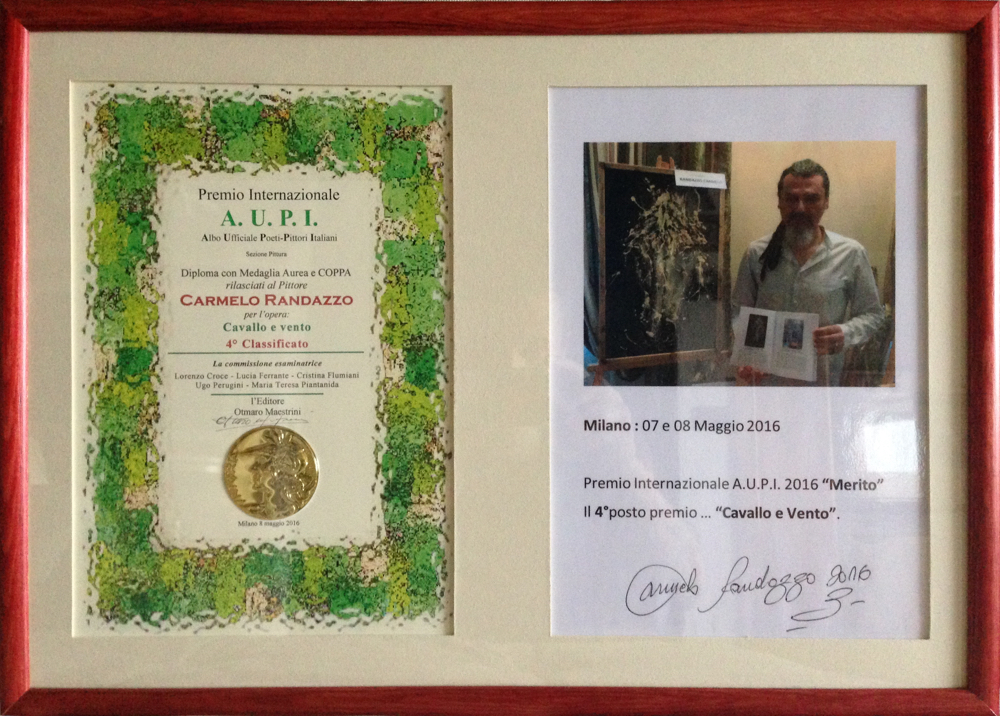 Premio Internazionale
A. U. P. I.
Albo Ufficiale Poeti-Pittori Italiani
Sezione Pittura
Diploma con Medaglia Aurea e COPPA
rilasciati al Pittore
CARMELO RANDAZZO
per l'opera:
Cavallo e vento
4° Classificato
La commissione esaminatrice
Lorenzo Croce - Lucia Ferrante - Cristina Flumiani
Ugo Perugini - Maria Teresa Piantanida
l'Editore
Otmaro Maestrini
Milano 8 maggio 2016
Milano : 07 e 08 Maggio 2016
Premio Internazionale A.U.P.I. 2016 “Merito”
Il 4°posto premio ... “Cavallo e Vento”.
Carmelo Randazzo 2016